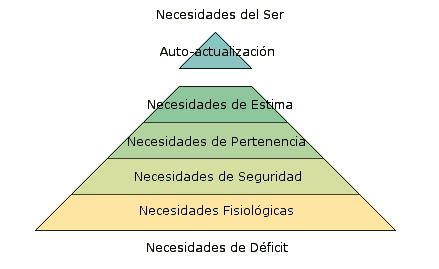 Necesidades del Ser
Auto-actualización
Necesidades de Estima
Necesidades de Pertenencia
Necesidades de Seguridad
Necesidades Fisiológicas
Necesidades de Déficit